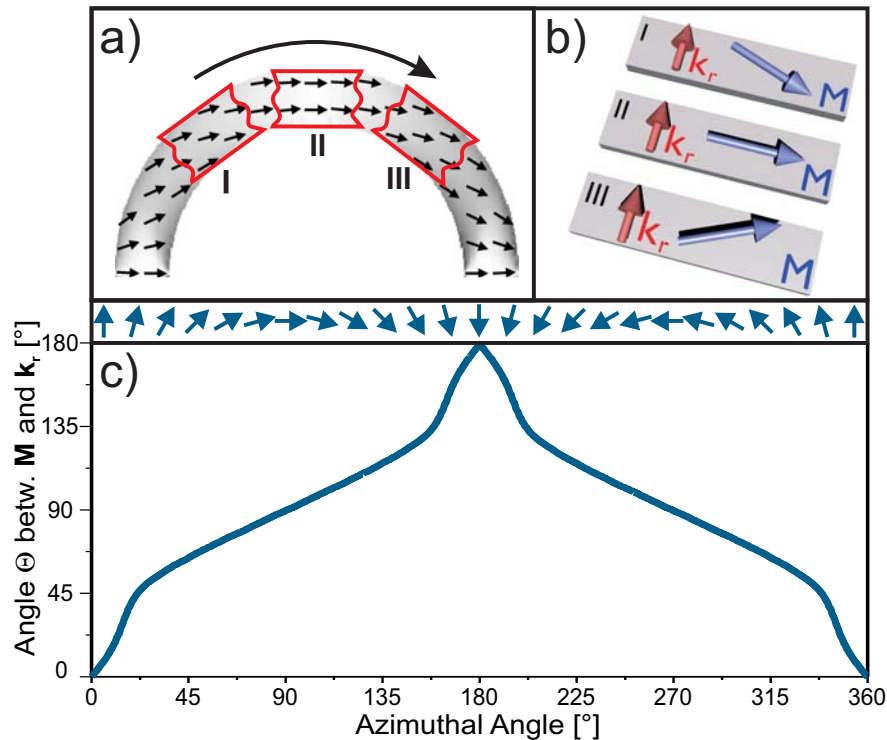 a)
I
II
III
b)
I
k_r
M
II
k_r
M
III
k_r
M
c)
Angle Θ betw. M and k_r [°]
180
135
90
45
0
0 45 90 135 180 225 270 315 360
Azimuthal Angle [°]